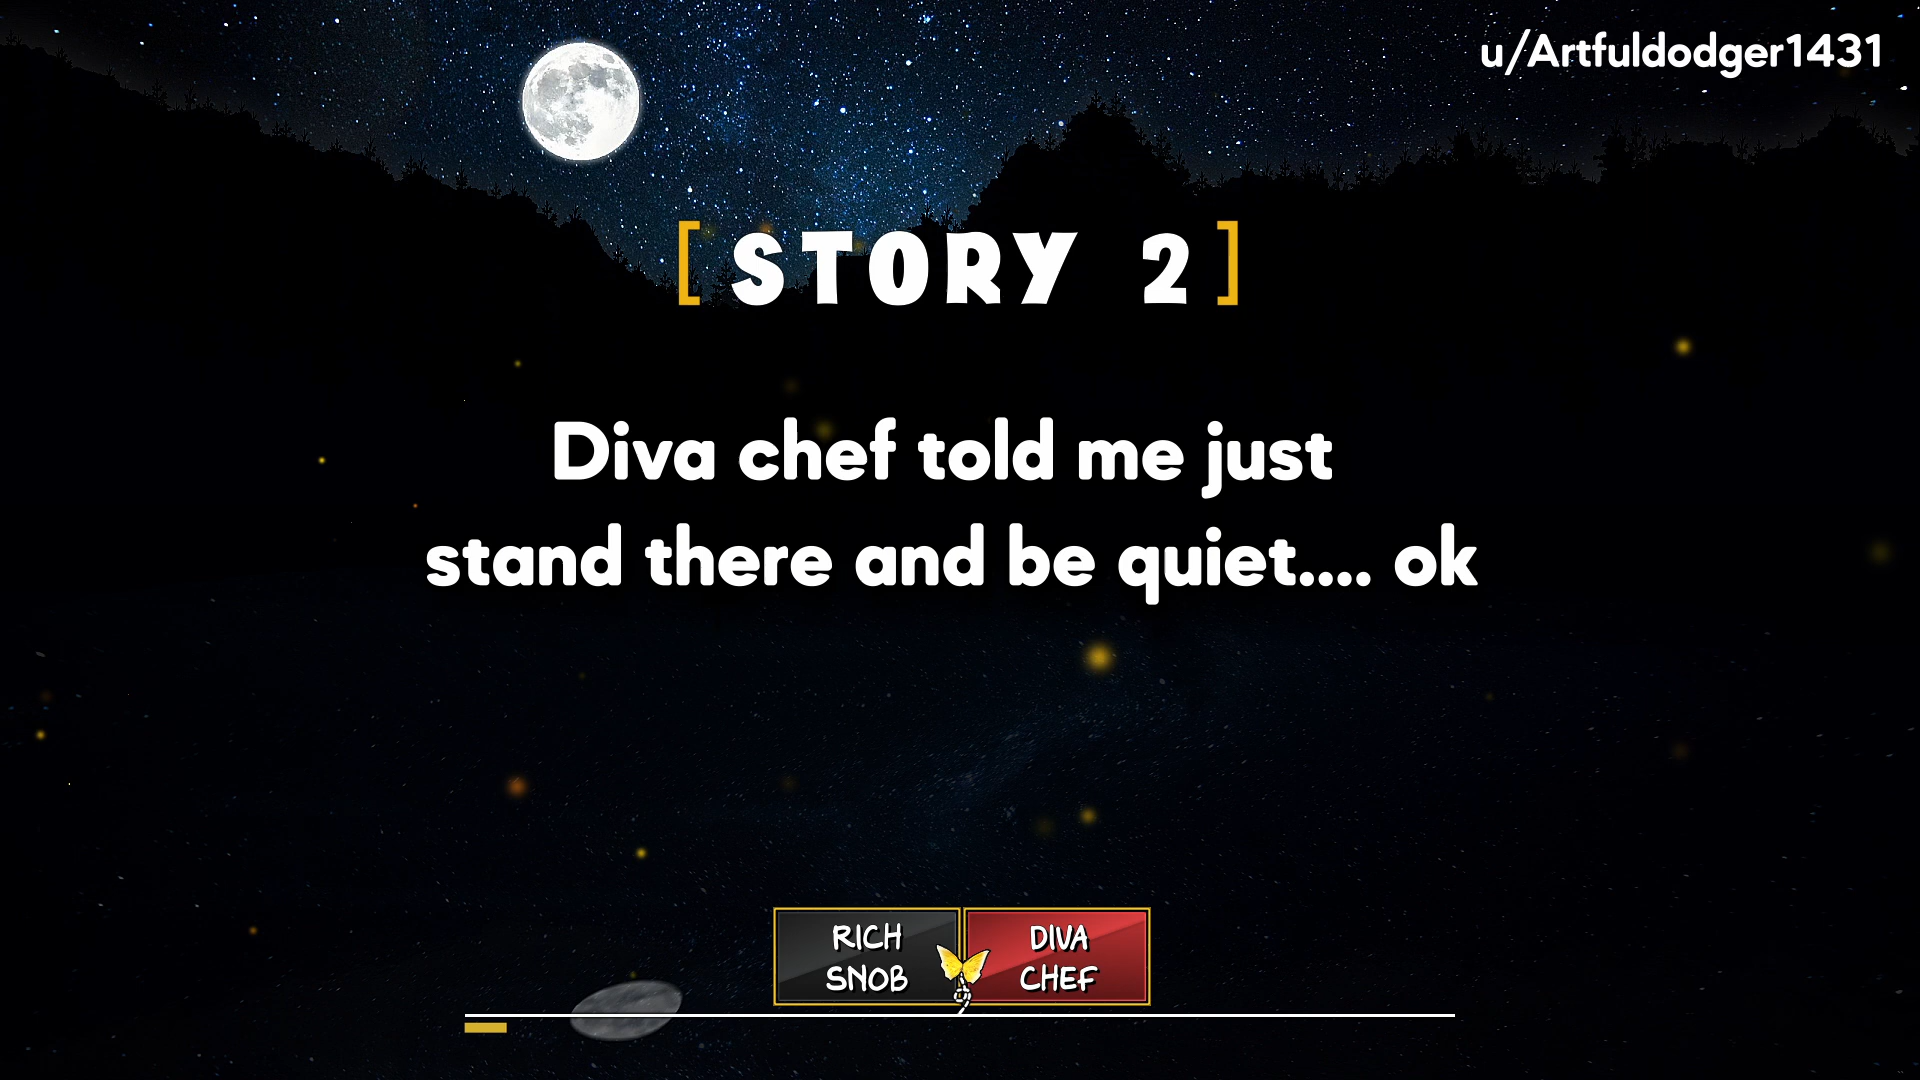 u/Artfuldodger1431
[STORY 2]
Diva chef told me just
stand there and be quiet.... ok
RICH
SNOB
DIVA
CHEF